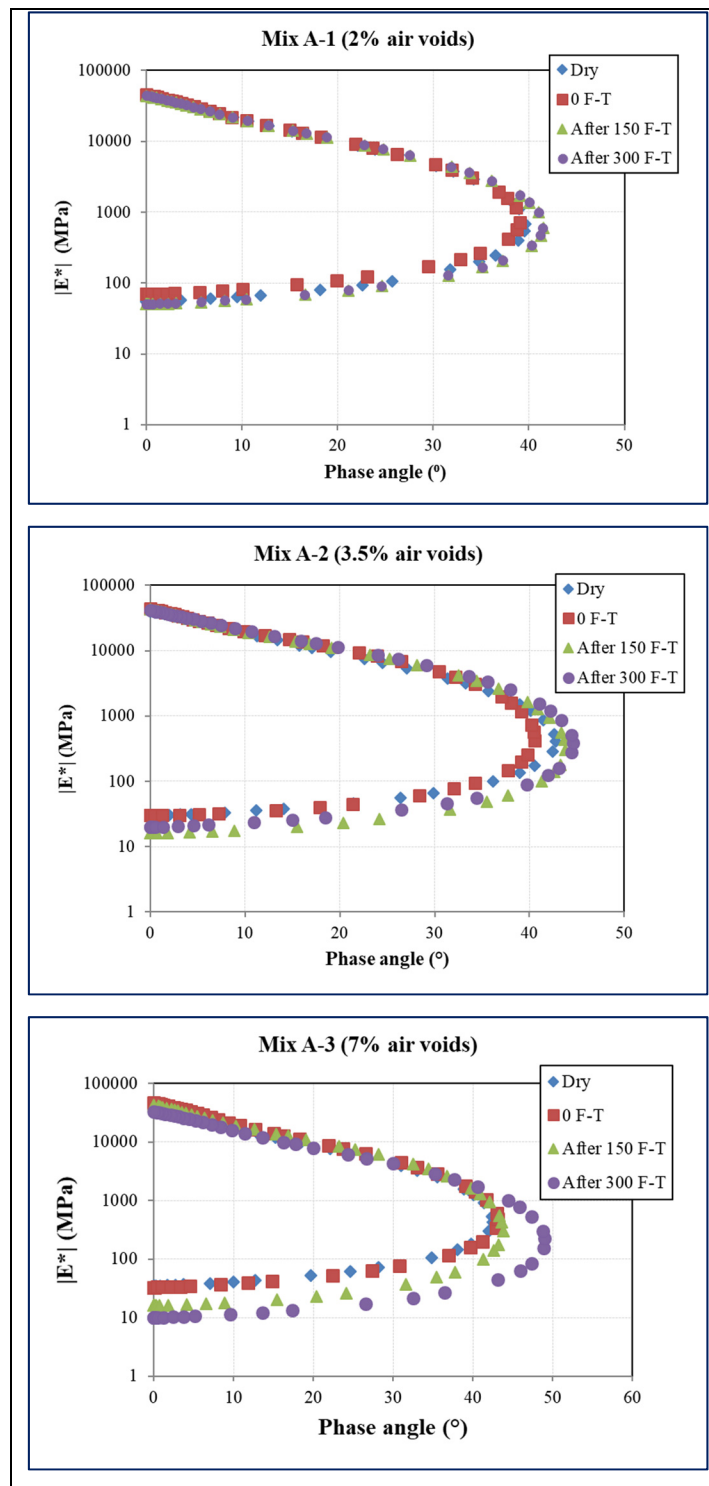 Mix A-1 (2% air voids)
Dry
0 F-T
After 150 F-T
After 300 F-T
100000
10000
1000
100
10
1
|E*| (MPa)
0 10 20 30 40 50
Phase angle (⁰)
Mix A-2 (3.5% air voids)
Dry
0 F-T
After 150 F-T
After 300 F-T
100000
10000
1000
100
10
1
|E*| (MPa)
0 10 20 30 40 50
Phase angle (°)
Mix A-3 (7% air voids)
Dry
0 F-T
After 150 F-T
After 300 F-T
100000
10000
1000
100
10
1
|E*| (MPa)
0 10 20 30 40 50 60
Phase angle (°)